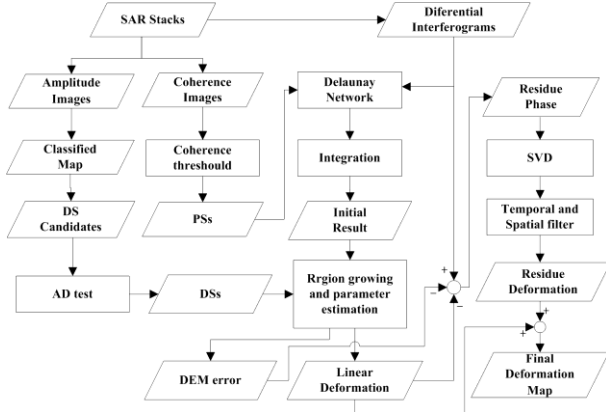 SAR Stacks
Diferential
Interferograms
Amplitude
Images
Coherence
Images
Delaunay
Network
Residue
Phase
Classified
Map
Coherence
threshould
Integration
SVD
DS
Candidates
PSs
Initial
Result
Temporal and
Spatial filter
AD test
DSs
Rrgion growing
and parameter
estimation
+
−
−
Residue
Deformation
+
+
DEM error
Linear
Deformation
Final
Deformation
Map